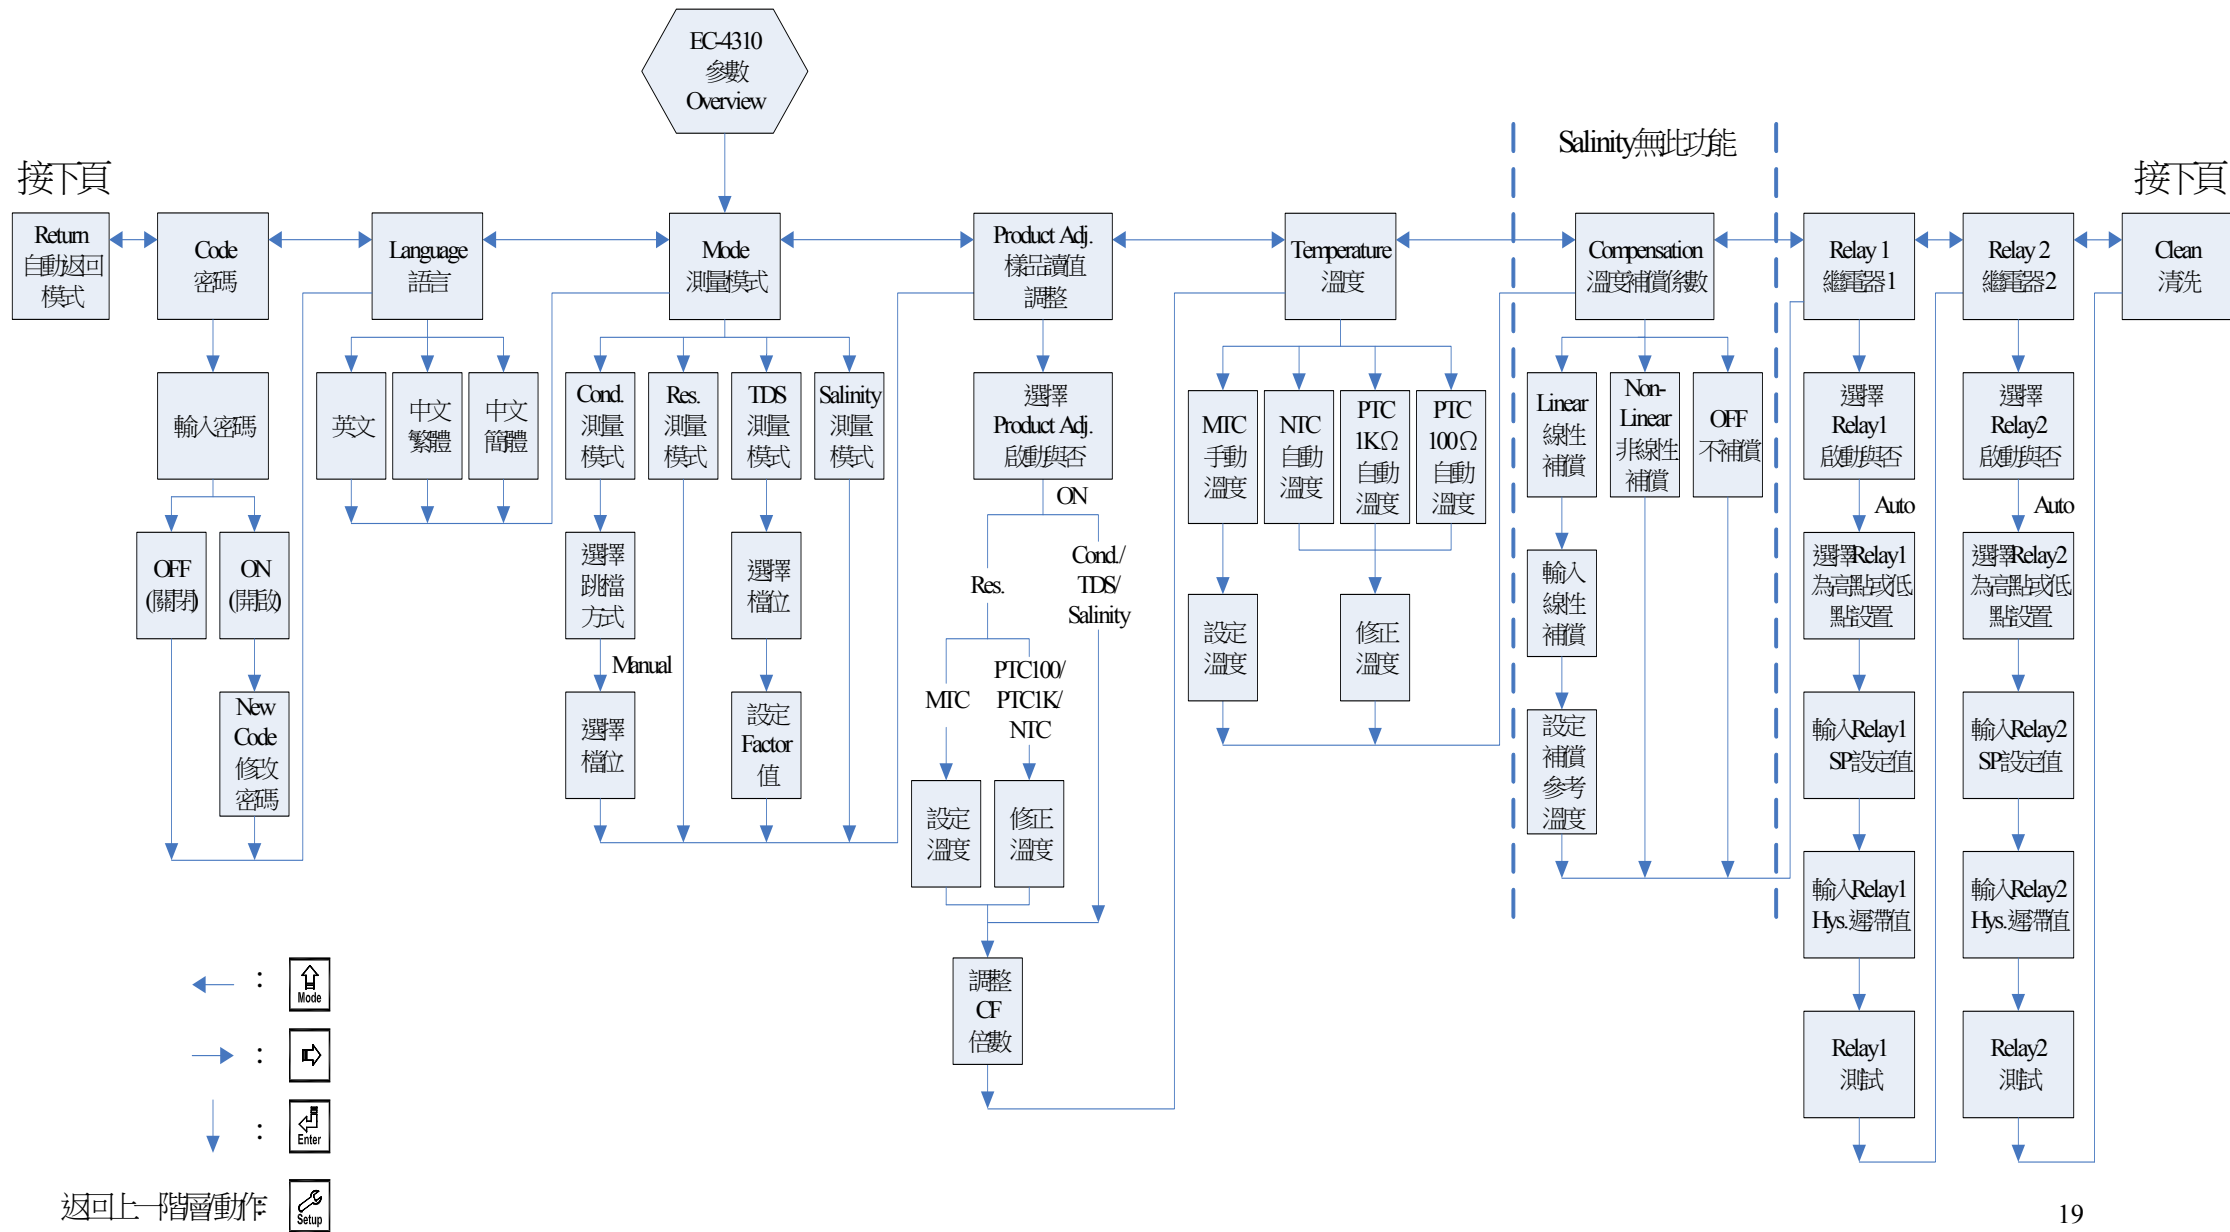 EC-4310
參數
Overview
Salinity無此功能
接下頁
接下頁
Return
自動返回
模式
Code
密碼
Language
語言
Mode
測量模式
Product Adj.
樣品讀值
調整
Temperature
溫度
Compensation
溫度補償係數
Relay 1
繼電器1
Relay 2
繼電器2
Clean
清洗
輸入密碼
英文
中文
繁體
中文
簡體
Cond.
測量
模式
Res.
測量
模式
TDS
測量
模式
Salinity
測量
模式
選擇
Product Adj.
啟動與否
MTC
手動
溫度
NTC
自動
溫度
PTC
1KΩ
自動
溫度
PTC
100Ω
自動
溫度
Linear
線性
補償
Non-
Linear
非線性
補償
OFF
不補償
選擇
Relay1
啟動與否
選擇
Relay2
啟動與否
ON
Auto
Auto
OFF
(關閉)
ON
(開啟)
選擇
跳檔
方式
選擇
檔位
Res.
Cond./
TDS/
Salinity
設定
溫度
修正
溫度
輸入
線性
補償
選擇Relay1
為高點或低
點設置
選擇Relay2
為高點或低
點設置
Manual
New
Code
修改
密碼
選擇
檔位
設定
Factor
值
MTC
PTC100/
PTC1K/
NTC
設定
補償
參考
溫度
輸入Relay1
SP設定值
輸入Relay2
SP設定值
設定
溫度
修正
溫度
輸入Relay1
Hys.遲滯值
輸入Relay2
Hys.遲滯值
調整
CF
倍數
Relay1
測試
Relay2
測試
:
Mode
:
:
Enter
返回上一階層動作:
Setup
19